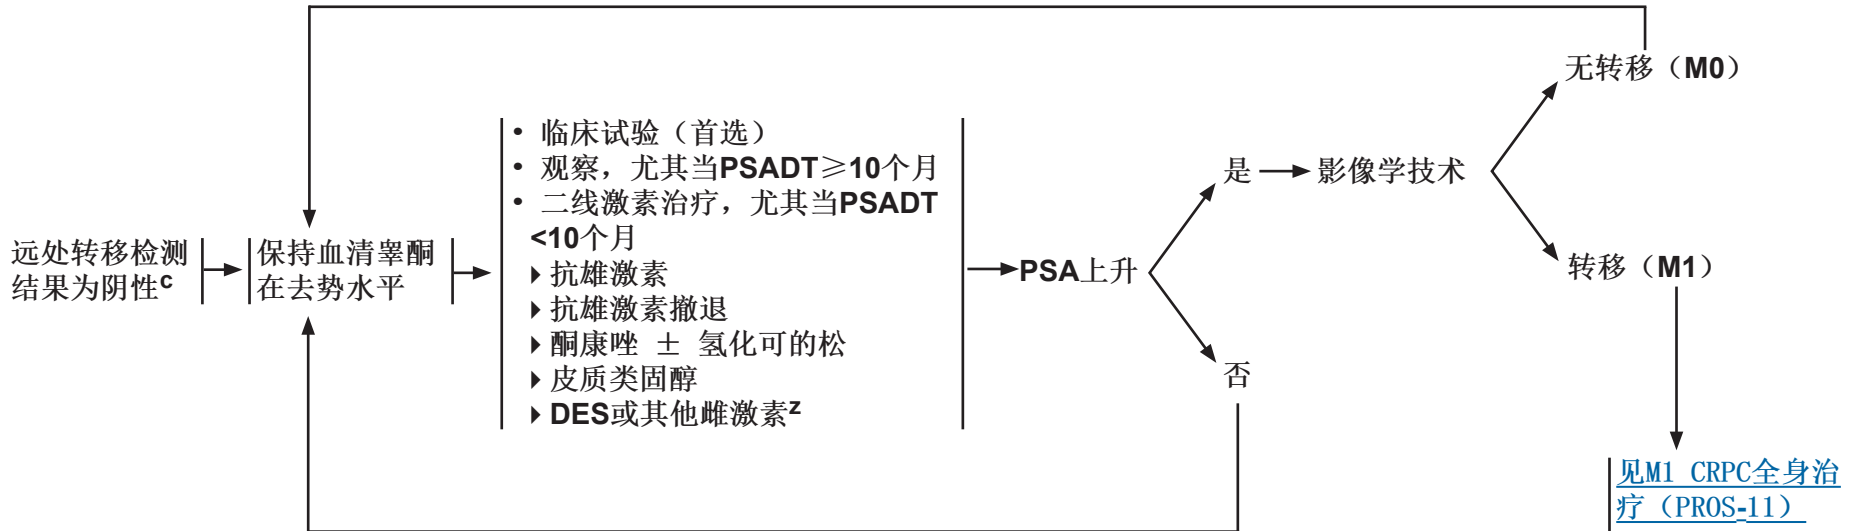 远处转移检测
结果为阴性c
保持血清睾酮
在去势水平
• 临床试验（首选）
• 观察，尤其当PSADT≥10个月
• 二线激素治疗，尤其当PSADT
<10个月
▸抗雄激素
▸抗雄激素撤退
▸酮康唑 ± 氢化可的松
▸皮质类固醇
▸DES或其他雌激素z
PSA上升
是
否
影像学技术
无转移（M0）
转移（M1）
见M1 CRPC全身治
疗（PROS-11）